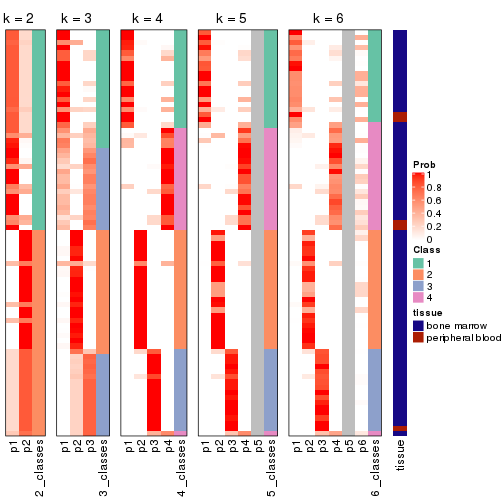 k = 2 k = 3 k = 4 k = 5 k = 6
Prob
1
0.8
0.6
0.4
0.2
0
Class
1
2
3
4
tissue
bone marrow
peripheral blood
p1 p2 2_classes p1 p2 p3 3_classes p1 p2 p3 p4 4_classes p1 p2 p3 p4 p5 5_classes p1 p2 p3 p4 p5 p6 6_classes tissue